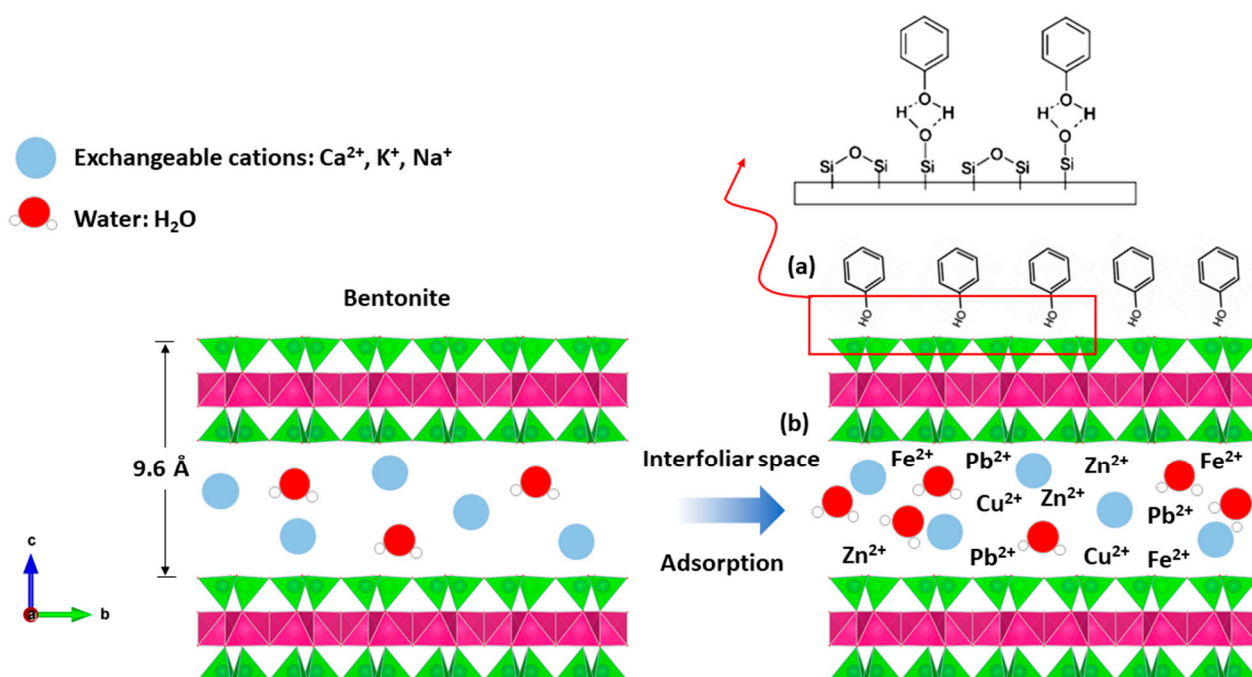 Exchangeable cations: Ca²⁺, K⁺, Na⁺
Water: H₂O
Bentonite
9.6 Å
c
a
b
Interfoliar space
Adsorption
H O H H O H
O O
Si O Si Si Si O Si Si
(a)
HO HO HO HO HO
(b)
Fe²⁺ Pb²⁺ Zn²⁺ Fe²⁺
Cu²⁺ Zn²⁺ Pb²⁺
Zn²⁺ Pb²⁺ Cu²⁺ Fe²⁺